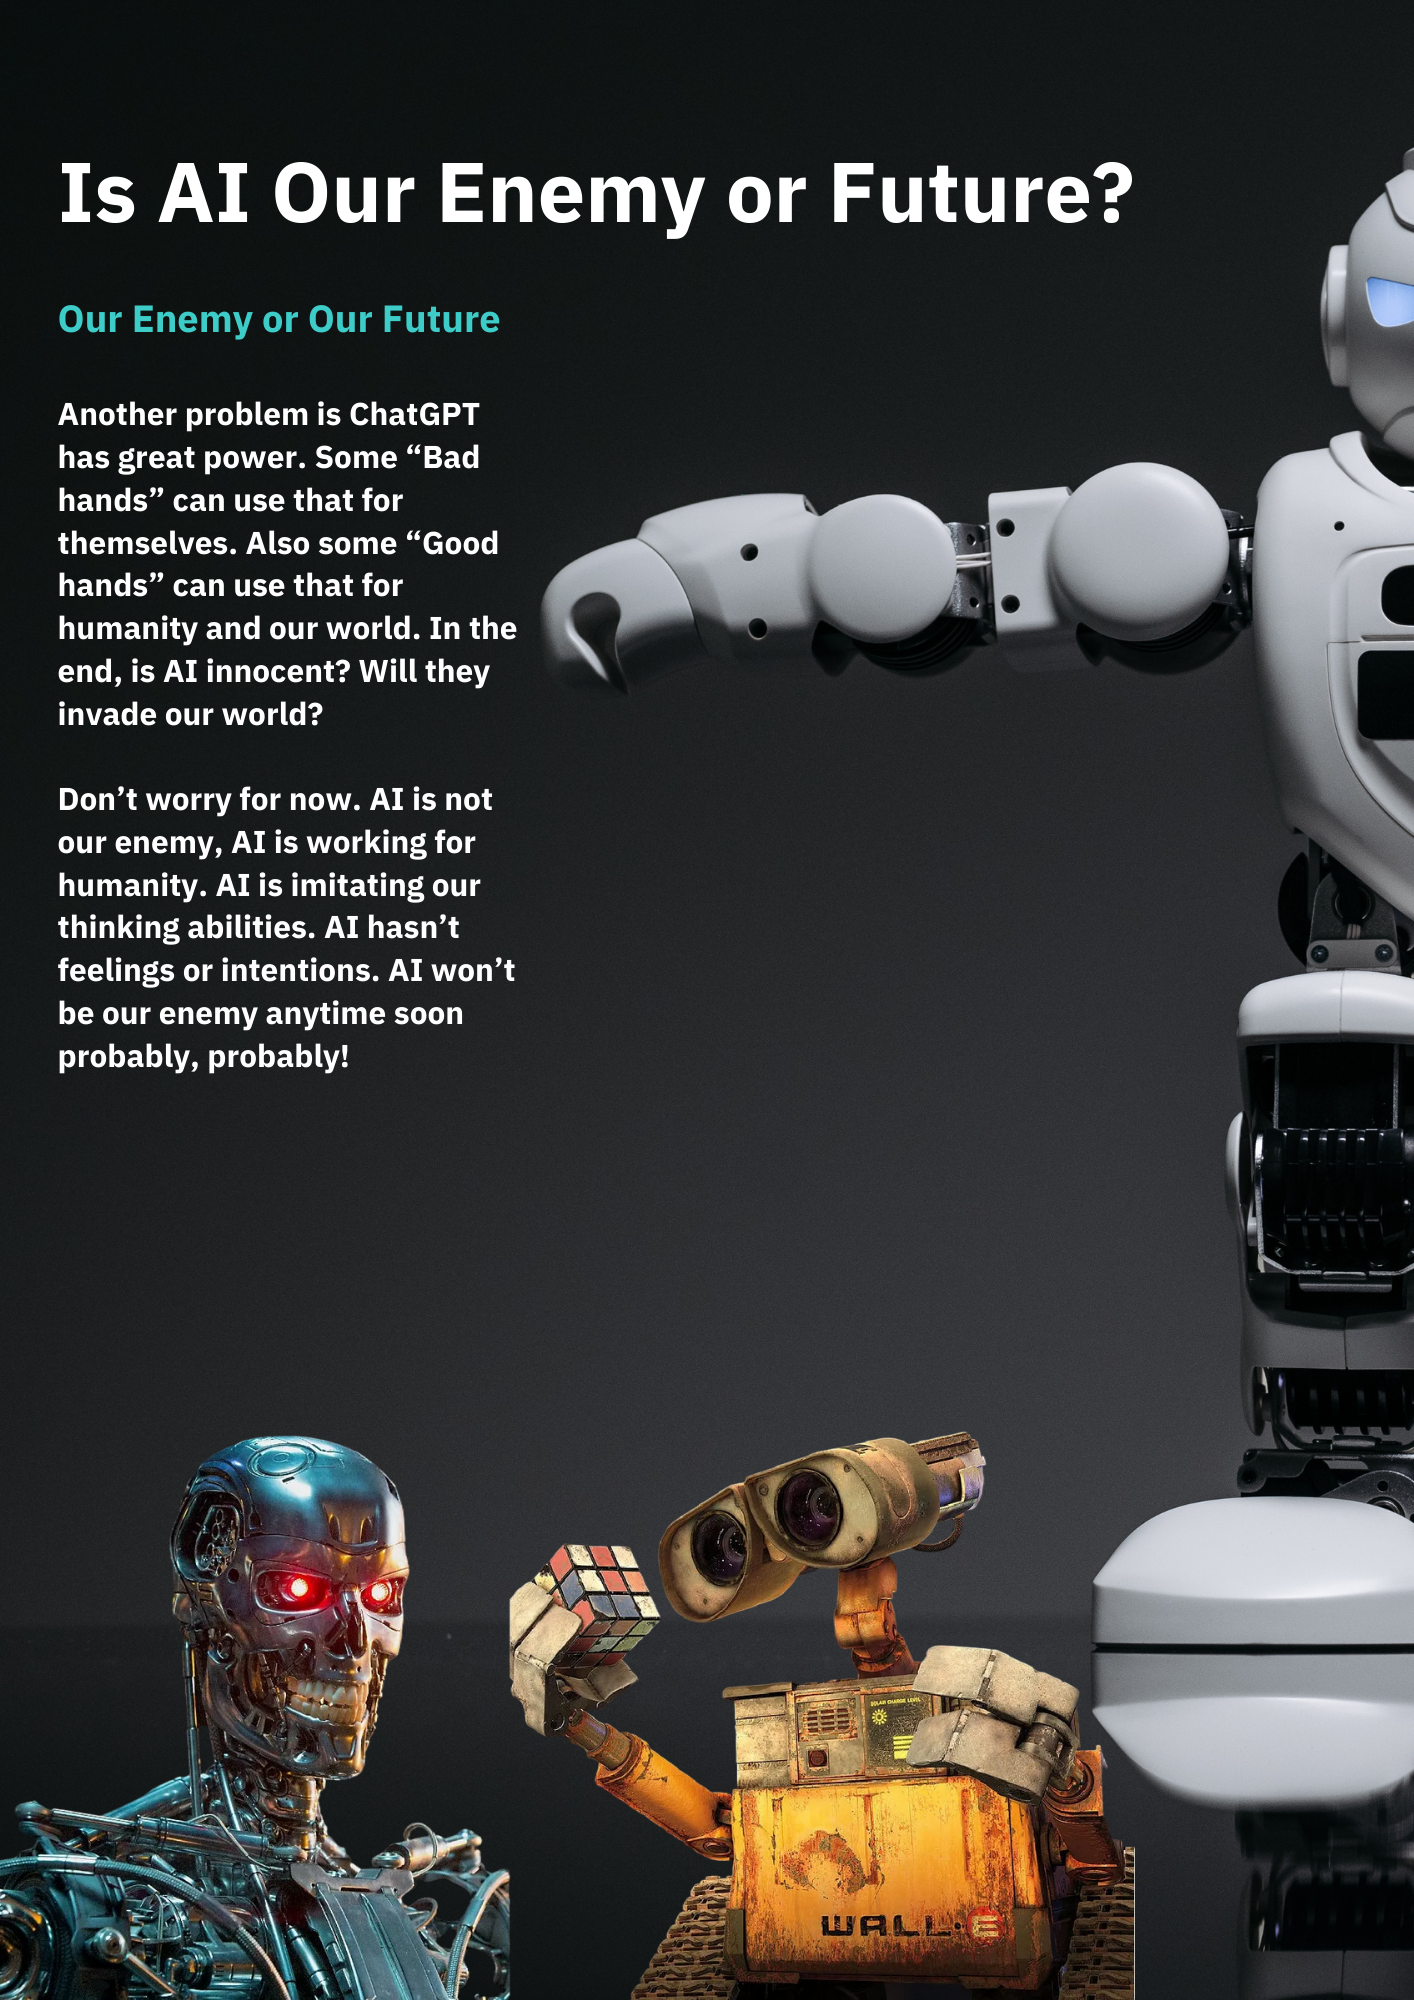 Is AI Our Enemy or Future?
Our Enemy or Our Future
Another problem is ChatGPT
has great power. Some “Bad
hands” can use that for
themselves. Also some “Good
hands” can use that for
humanity and our world. In the
end, is AI innocent? Will they
invade our world?
Don’t worry for now. AI is not
our enemy, AI is working for
humanity. AI is imitating our
thinking abilities. AI hasn’t
feelings or intentions. AI won’t
be our enemy anytime soon
probably, probably!
SOLAR CHARGE LEVEL
WALL·E